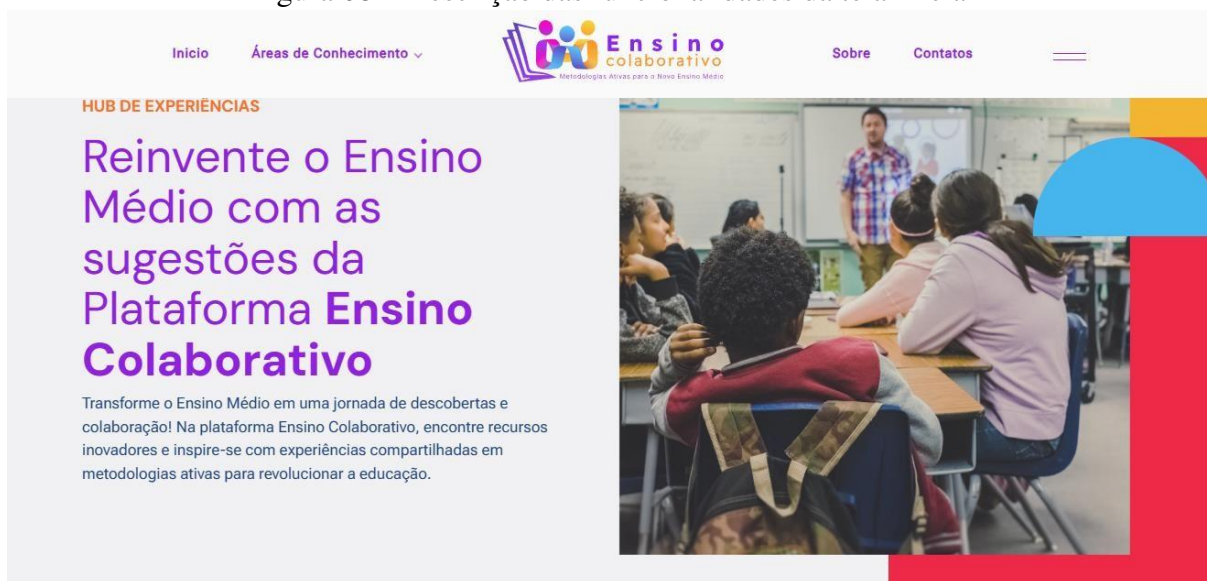 Inicio
Áreas de Conhecimento
Ensino
colaborativo
Metodologias Ativas para o Novo Ensino Médio
Sobre
Contatos
HUB DE EXPERIÊNCIAS
Reinvente o Ensino
Médio com as
sugestões da
Plataforma Ensino
Colaborativo
Transforme o Ensino Médio em uma jornada de descobertas e
colaboração! Na plataforma Ensino Colaborativo, encontre recursos
inovadores e inspire-se com experiências compartilhadas em
metodologias ativas para revolucionar a educação.